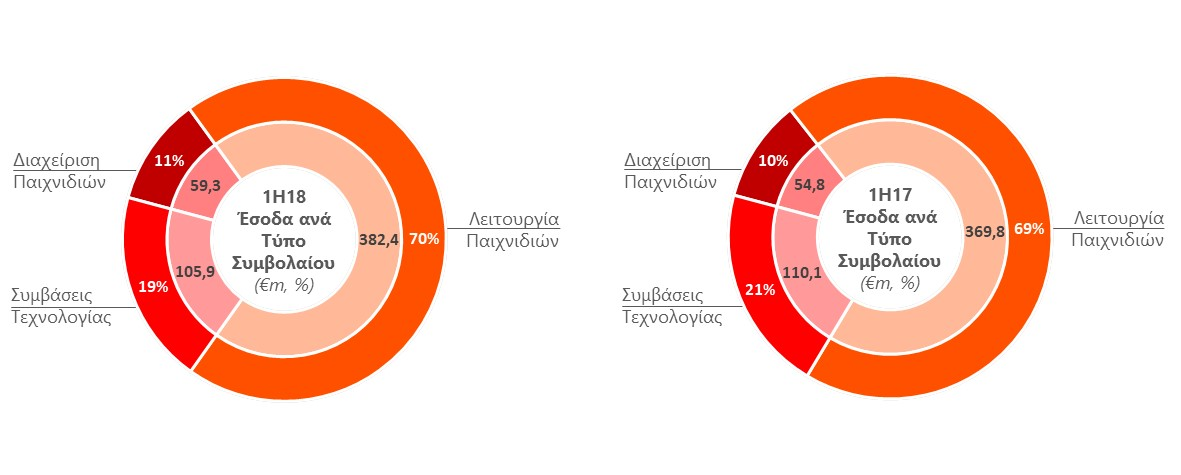 11%
Διαχείριση
Παιχνιδιών
59,3
1H18
Έσοδα ανά
Τύπο
Συμβολαίου
(€m, %)
382,4
70%
Λειτουργία
Παιχνιδιών
105,9
19%
Συμβάσεις
Τεχνολογίας
10%
Διαχείριση
Παιχνιδιών
54,8
1H17
Έσοδα ανά
Τύπο
Συμβολαίου
(€m, %)
369,8
69%
Λειτουργία
Παιχνιδιών
110,1
21%
Συμβάσεις
Τεχνολογίας